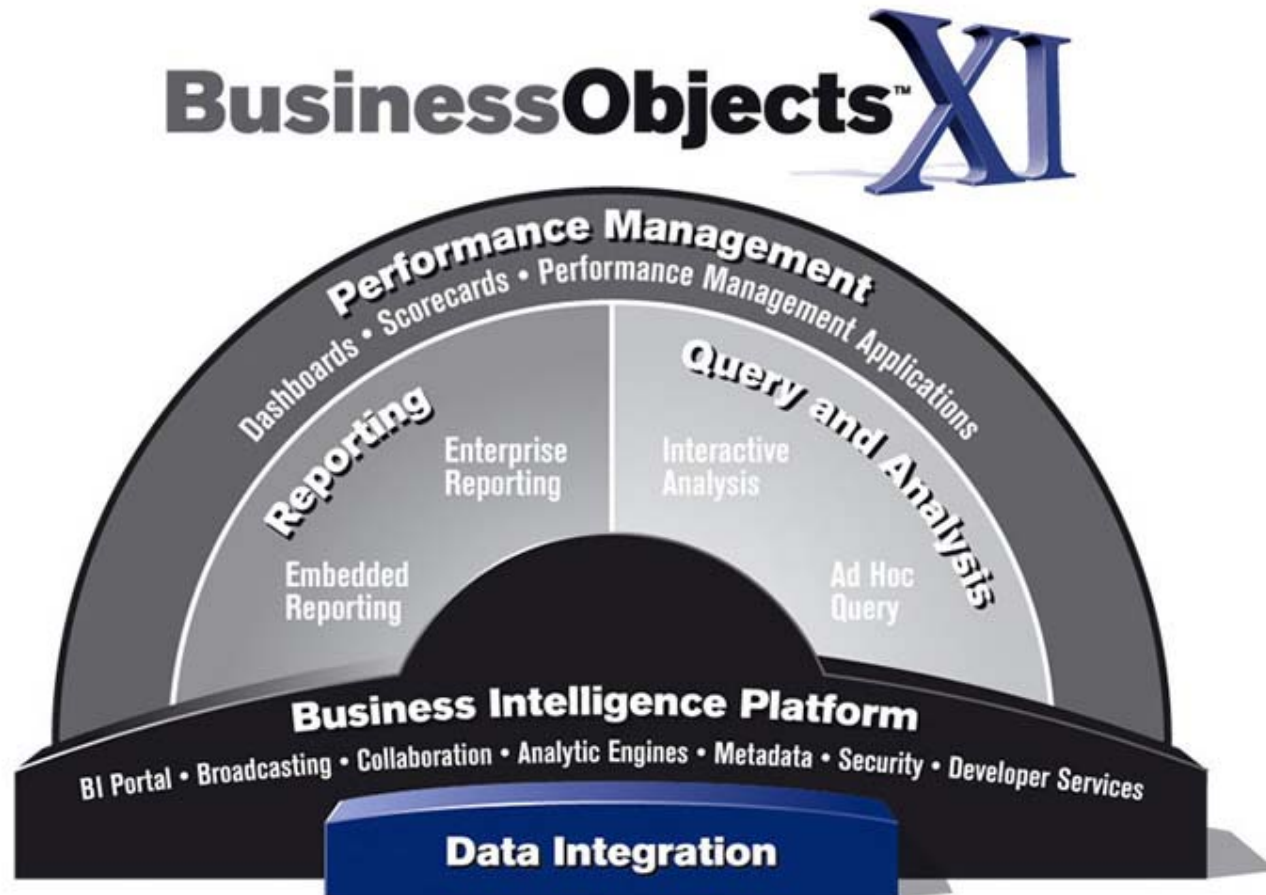 BusinessObjects™ XI
Performance Management
Dashboards • Scorecards • Performance Management Applications
Reporting
Enterprise
Reporting
Embedded
Reporting
Query and Analysis
Interactive
Analysis
Ad Hoc
Query
Business Intelligence Platform
BI Portal • Broadcasting • Collaboration • Analytic Engines • Metadata • Security • Developer Services
Data Integration